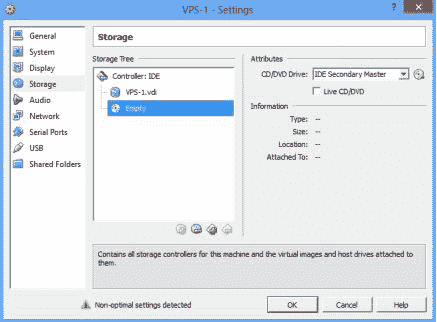 VPS-1 - Settings
General
System
Display
Storage
Audio
Network
Serial Ports
USB
Shared Folders
Storage
Storage Tree
Controller: IDE
VPS-1.vdi
Empty
Attributes
CD/DVD Drive: IDE Secondary Master
Live CD/DVD
Information
Type: --
Size: --
Location: --
Attached To: --
Contains all storage controllers for this machine and the virtual images and host drives attached to
them.
Non-optimal settings detected
OK Cancel Help